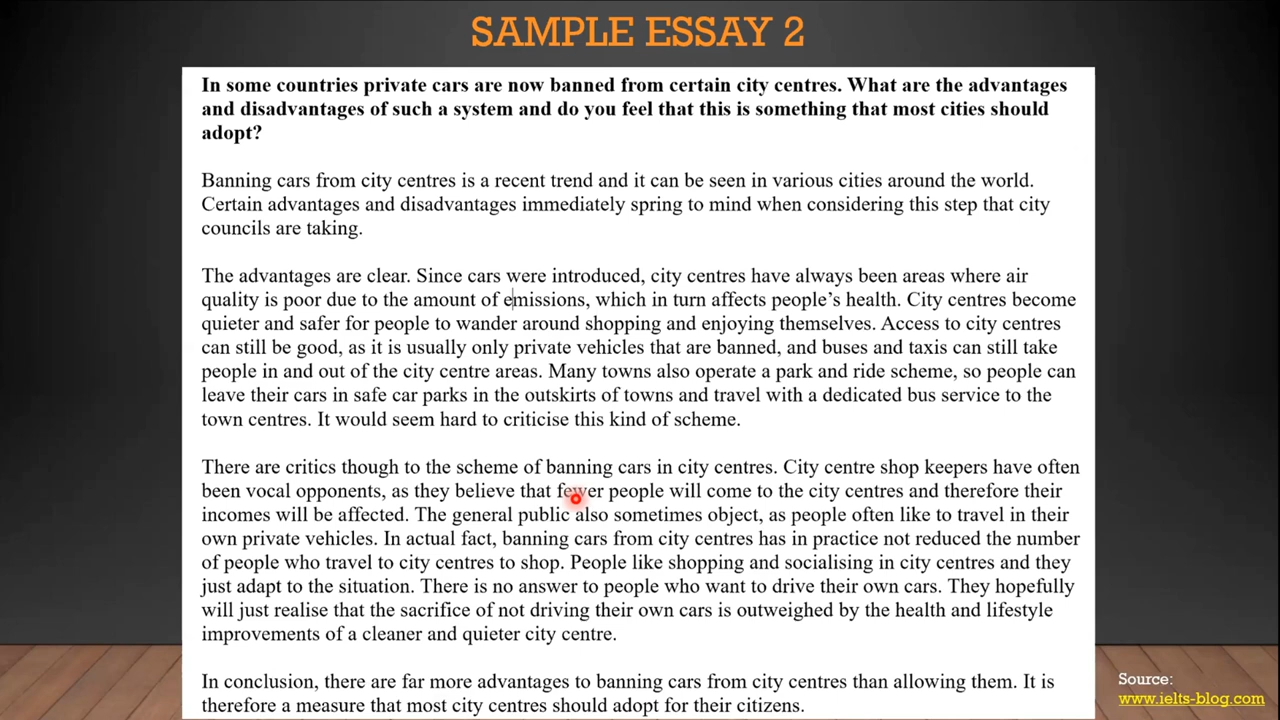 SAMPLE ESSAY 2
In some countries private cars are now banned from certain city centres. What are the advantages
and disadvantages of such a system and do you feel that this is something that most cities should
adopt?
Banning cars from city centres is a recent trend and it can be seen in various cities around the world.
Certain advantages and disadvantages immediately spring to mind when considering this step that city
councils are taking.
The advantages are clear. Since cars were introduced, city centres have always been areas where air
quality is poor due to the amount of emissions, which in turn affects people’s health. City centres become
quieter and safer for people to wander around shopping and enjoying themselves. Access to city centres
can still be good, as it is usually only private vehicles that are banned, and buses and taxis can still take
people in and out of the city centre areas. Many towns also operate a park and ride scheme, so people can
leave their cars in safe car parks in the outskirts of towns and travel with a dedicated bus service to the
town centres. It would seem hard to criticise this kind of scheme.
There are critics though to the scheme of banning cars in city centres. City centre shop keepers have often
been vocal opponents, as they believe that fewer people will come to the city centres and therefore their
incomes will be affected. The general public also sometimes object, as people often like to travel in their
own private vehicles. In actual fact, banning cars from city centres has in practice not reduced the number
of people who travel to city centres to shop. People like shopping and socialising in city centres and they
just adapt to the situation. There is no answer to people who want to drive their own cars. They hopefully
will just realise that the sacrifice of not driving their own cars is outweighed by the health and lifestyle
improvements of a cleaner and quieter city centre.
In conclusion, there are far more advantages to banning cars from city centres than allowing them. It is
therefore a measure that most city centres should adopt for their citizens.
Source:
www.ielts-blog.com